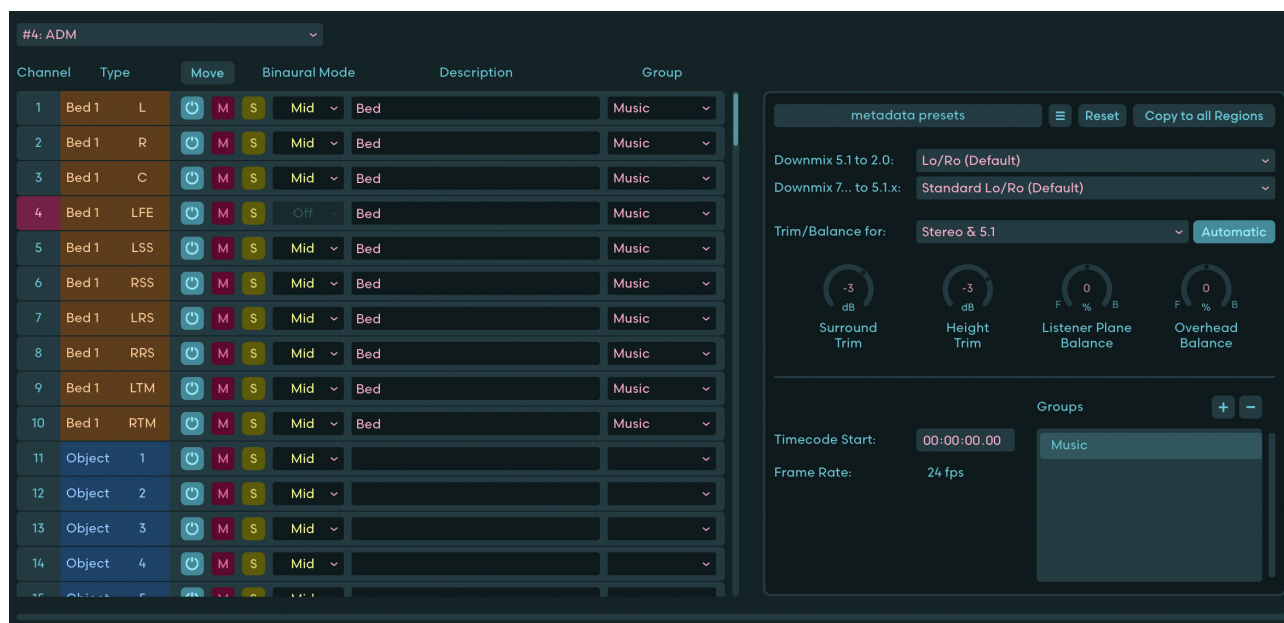 #4: ADM
Channel Type Move Binaural Mode Description Group
1 Bed 1 L M S Mid Bed Music
2 Bed 1 R M S Mid Bed Music
3 Bed 1 C M S Mid Bed Music
4 Bed 1 LFE M S Off Bed Music
5 Bed 1 LSS M S Mid Bed Music
6 Bed 1 RSS M S Mid Bed Music
7 Bed 1 LRS M S Mid Bed Music
8 Bed 1 RRS M S Mid Bed Music
9 Bed 1 LTM M S Mid Bed Music
10 Bed 1 RTM M S Mid Bed Music
11 Object 1 M S Mid
12 Object 2 M S Mid
13 Object 3 M S Mid
14 Object 4 M S Mid
metadata presets Reset Copy to all Regions
Downmix 5.1 to 2.0: Lo/Ro (Default)
Downmix 7... to 5.1.x: Standard Lo/Ro (Default)
Trim/Balance for: Stereo & 5.1 Automatic
-3 -3 0 0
dB dB F % B F % B
Surround Height Listener Plane Overhead
Trim Trim Balance Balance
Groups + -
Timecode Start: 00:00:00.00 Music
Frame Rate: 24 fps